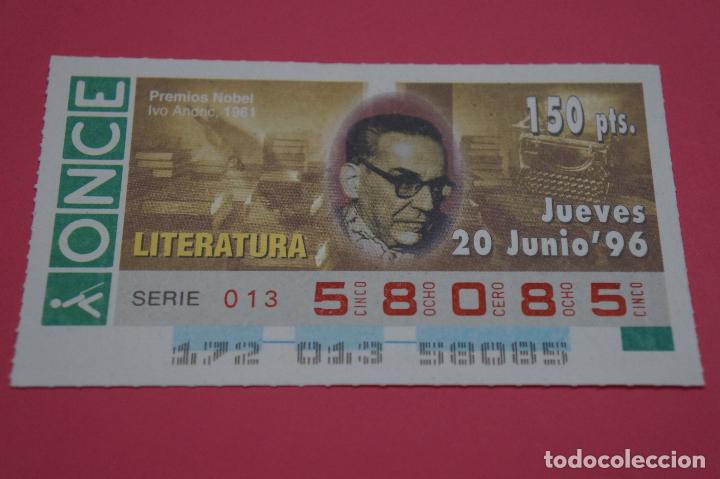 ONCE
Premios Nobel
Ivo Andric, 1961
150 pts.
LITERATURA
Jueves
20 Junio'96
SERIE 013 5 CINCO 8 OCHO 0 CERO 8 OCHO 5 CINCO
172 013 58085
todocoleccion